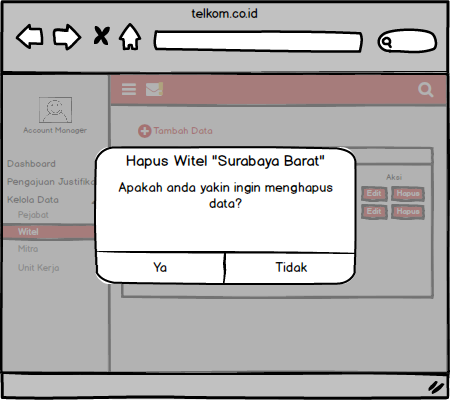 telkom.co.id
Account Manager
Tambah Data
Hapus Witel "Surabaya Barat"
Apakah anda yakin ingin menghapus
data?
Ya
Tidak
Dashboard
Pengajuan Justifika
Kelola Data
Pejabat
Witel
Mitra
Unit Kerja
Aksi
Edit Hapus
Edit Hapus